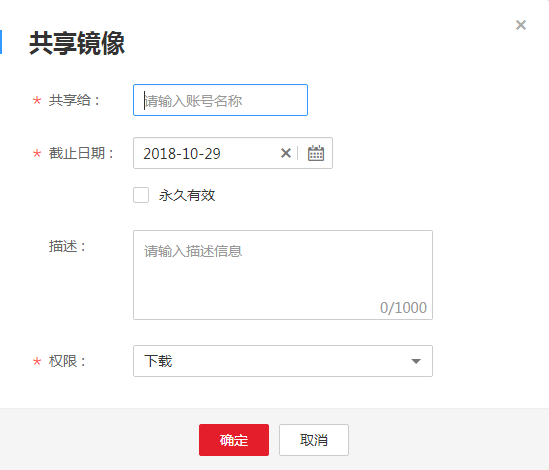 共享镜像
* 共享给：
请输入账号名称
* 截止日期：
2018-10-29
永久有效
描述：
请输入描述信息
0/1000
* 权限：
下载
确定
取消